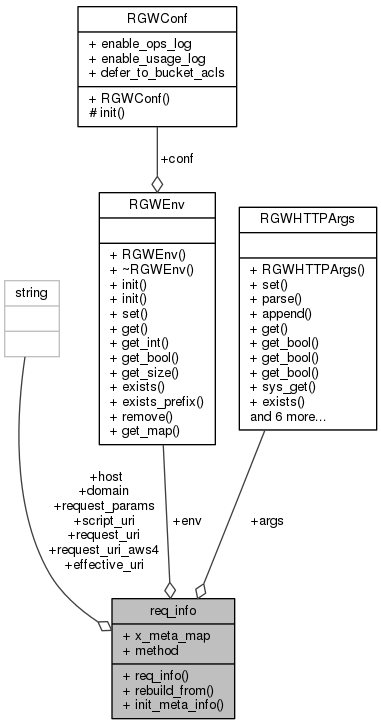 RGWConf
+ enable_ops_log
+ enable_usage_log
+ defer_to_bucket_acls
+ RGWConf()
# init()
+conf
RGWEnv
+ RGWEnv()
+ ~RGWEnv()
+ init()
+ init()
+ set()
+ get()
+ get_int()
+ get_bool()
+ get_size()
+ exists()
+ exists_prefix()
+ remove()
+ get_map()
RGWHTTPArgs
+ RGWHTTPArgs()
+ set()
+ parse()
+ append()
+ get()
+ get_bool()
+ get_bool()
+ get_bool()
+ sys_get()
+ exists()
and 6 more...
string
+host
+domain
+request_params
+script_uri
+request_uri
+request_uri_aws4
+effective_uri
+env
+args
req_info
+ x_meta_map
+ method
+ req_info()
+ rebuild_from()
+ init_meta_info()